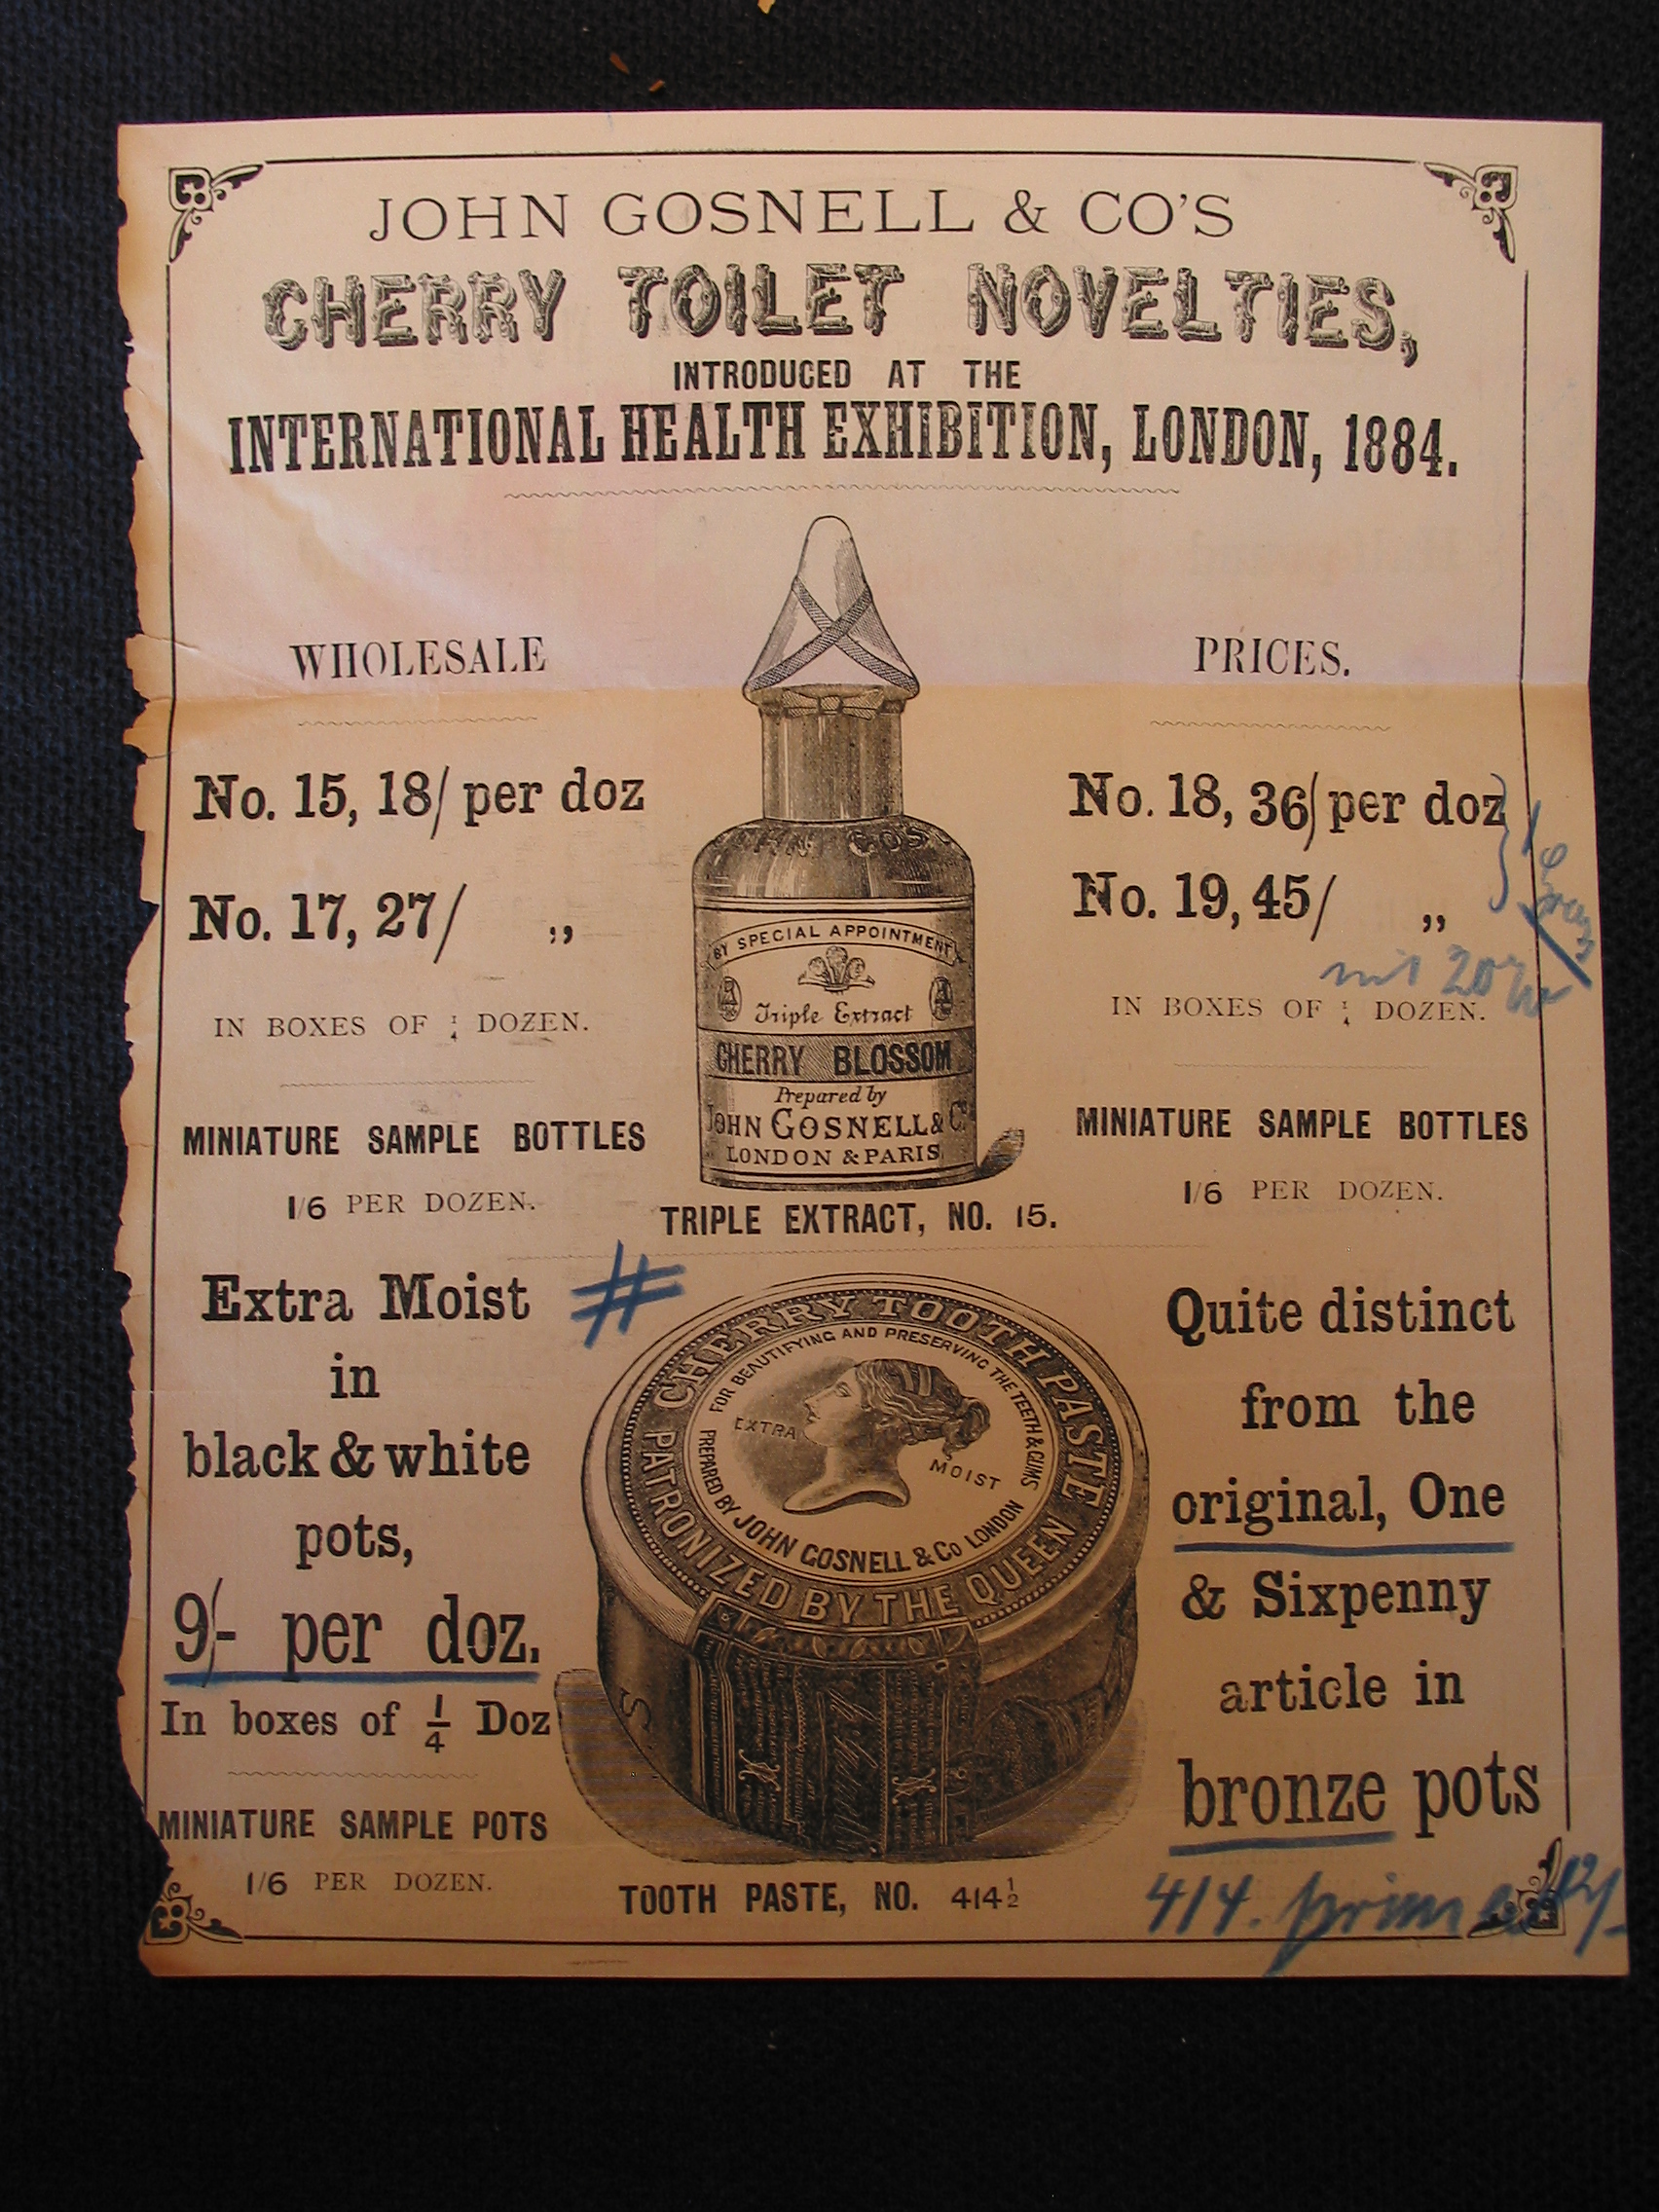 JOHN GOSNELL & CO'S
CHERRY TOILET NOVELTIES,
INTRODUCED AT THE
INTERNATIONAL HEALTH EXHIBITION, LONDON, 1884.
WHOLESALE
PRICES.
No. 15, 18/ per doz
No. 17, 27/ „
IN BOXES OF 1/4 DOZEN.
MINIATURE SAMPLE BOTTLES
1/6 PER DOZEN.
No. 18, 36/ per doz
No. 19, 45/ „
mit 20
IN BOXES OF 1/4 DOZEN.
MINIATURE SAMPLE BOTTLES
1/6 PER DOZEN.
BY SPECIAL APPOINTMENT
Triple Extract
CHERRY BLOSSOM
Prepared by
JOHN GOSNELL & Co
LONDON & PARIS
TRIPLE EXTRACT, NO. 15.
#
Extra Moist
in
black & white
pots,
9/- per doz.
In boxes of 1/4 Doz
MINIATURE SAMPLE POTS
1/6 PER DOZEN.
CHERRY TOOTH PASTE
PATRONIZED BY THE QUEEN
FOR BEAUTIFYING AND PRESERVING THE TEETH & GUMS
PREPARED BY JOHN GOSNELL & Co LONDON
EXTRA
MOIST
TOOTH PASTE, NO. 414 1/2
Quite distinct
from the
original, One
& Sixpenny
article in
bronze pots
414.